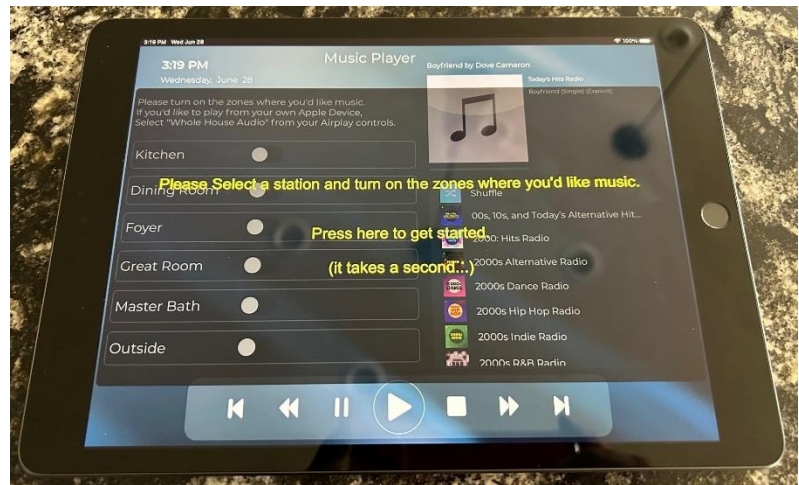 3:19 PM Wed Jun 28
100%
3:19 PM
Wednesday, June 28
Music Player
Boyfriend by Dove Cameron
Today's Hits Radio
Boyfriend (Single) (Explicit)
Please turn on the zones where you'd like music.
If you'd like to play from your own Apple Device,
Select "Whole House Audio" from your Airplay controls.
Kitchen
Dining Room
Foyer
Great Room
Master Bath
Outside
Please Select a station and turn on the zones where you'd like music.
Press here to get started.
(it takes a second...)
Shuffle
00s, 10s, and Today's Alternative Hit...
2000: Hits Radio
2000s Alternative Radio
2000s Dance Radio
2000s Hip Hop Radio
2000s Indie Radio
2000s R&B Radio